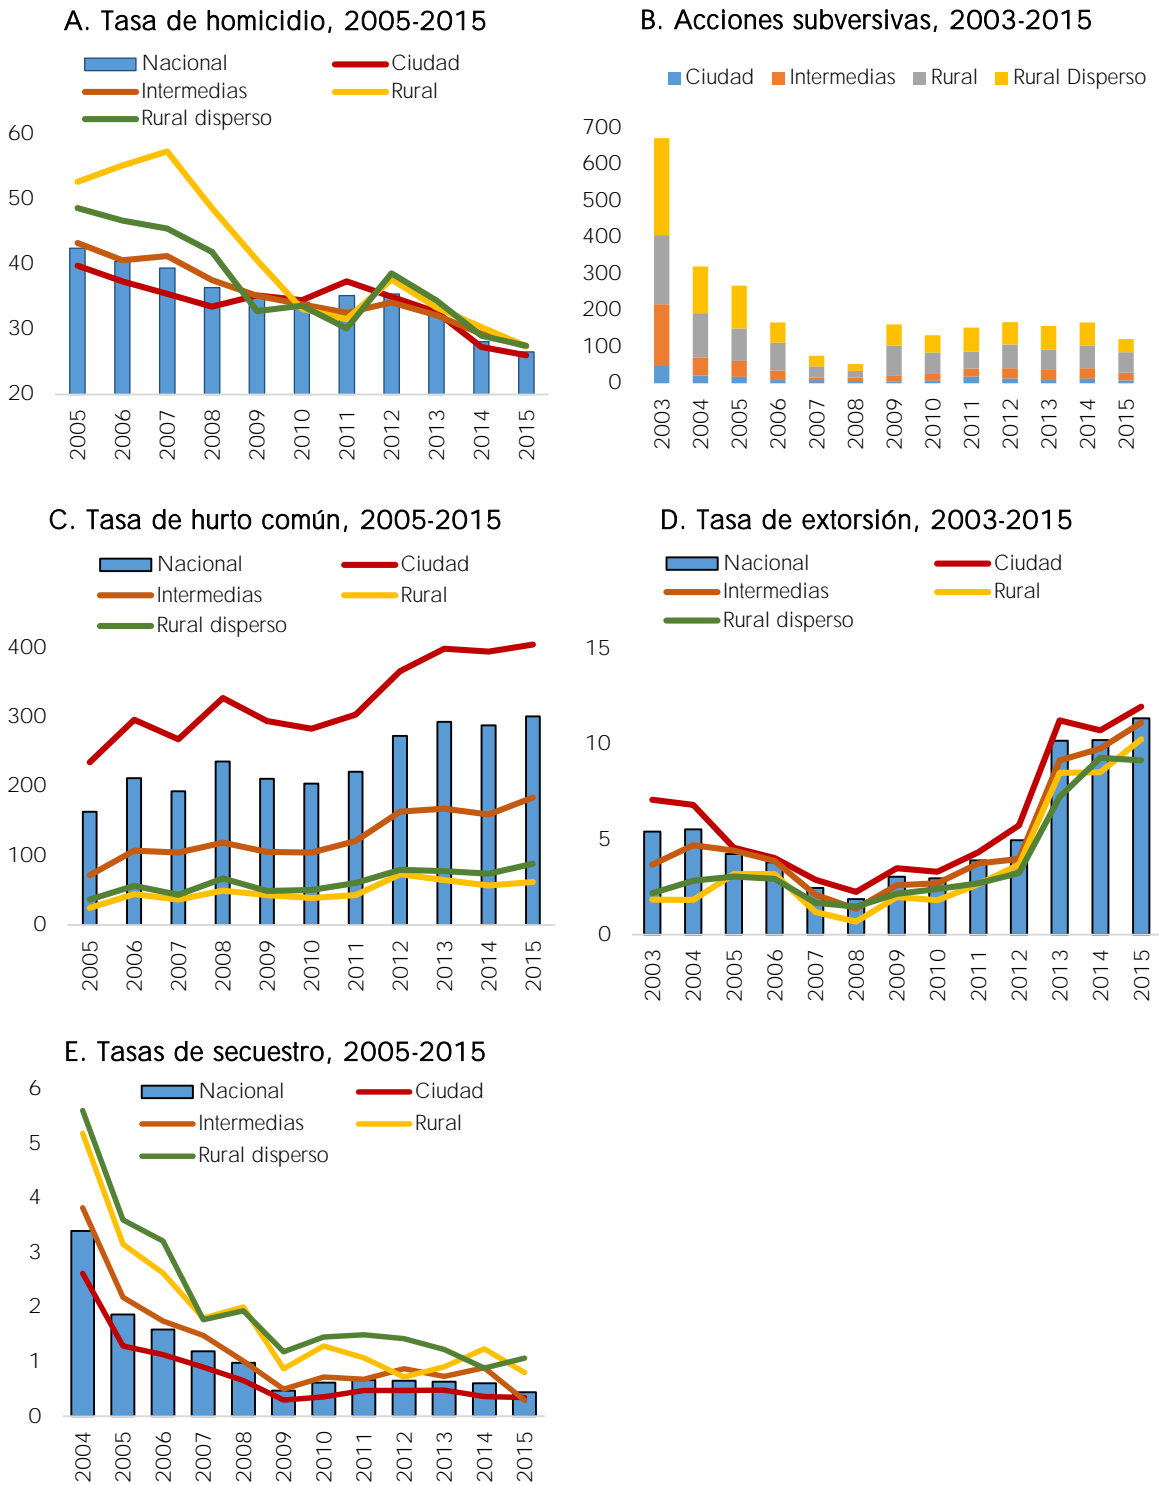 A. Tasa de homicidio, 2005-2015
Nacional Ciudad
Intermedias Rural
Rural disperso
60
50
40
30
20
2005 2006 2007 2008 2009 2010 2011 2012 2013 2014 2015
B. Acciones subversivas, 2003-2015
Ciudad Intermedias Rural Rural Disperso
700
600
500
400
300
200
100
0
2003 2004 2005 2006 2007 2008 2009 2010 2011 2012 2013 2014 2015
C. Tasa de hurto común, 2005-2015
Nacional Ciudad
Intermedias Rural
Rural disperso
400
300
200
100
0
2005 2006 2007 2008 2009 2010 2011 2012 2013 2014 2015
D. Tasa de extorsión, 2003-2015
Nacional Ciudad
Intermedias Rural
Rural disperso
15
10
5
0
2003 2004 2005 2006 2007 2008 2009 2010 2011 2012 2013 2014 2015
E. Tasas de secuestro, 2005-2015
Nacional Ciudad
Intermedias Rural
Rural disperso
6
5
4
3
2
1
0
2004 2005 2006 2007 2008 2009 2010 2011 2012 2013 2014 2015